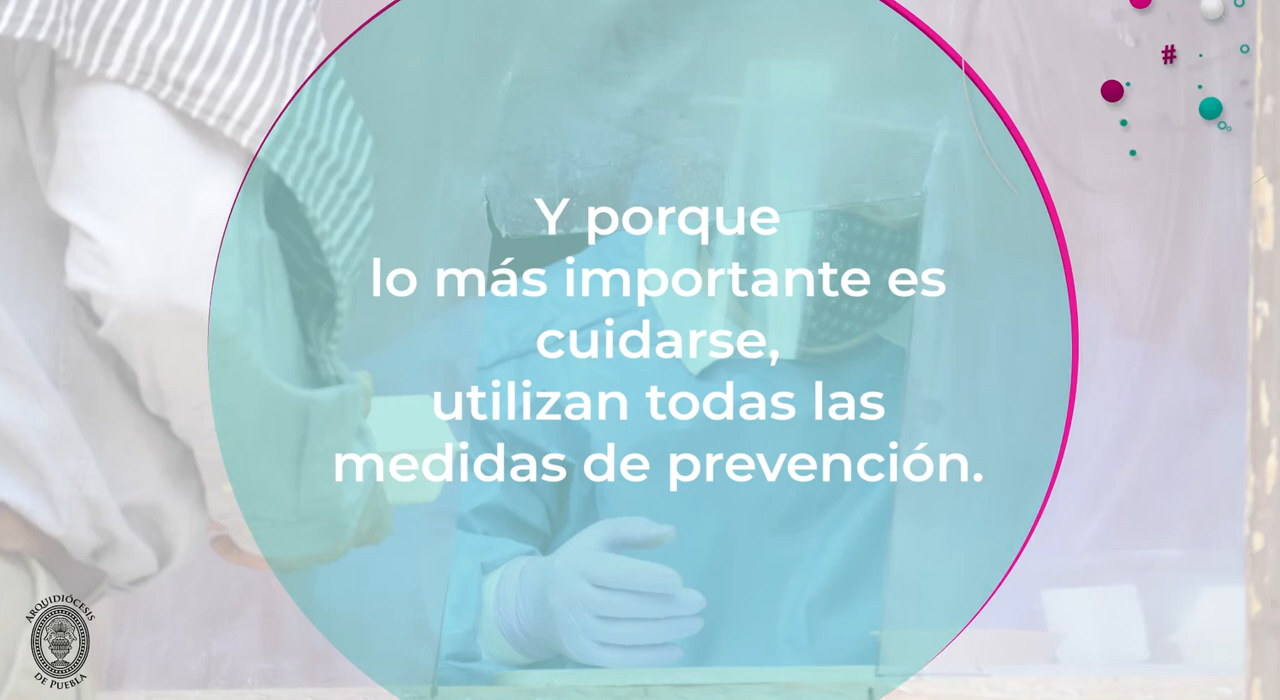 #
Y porque
lo más importante es
cuidarse,
utilizan todas las
medidas de prevención.
ARQUIDIÓCESIS
DE PUEBLA